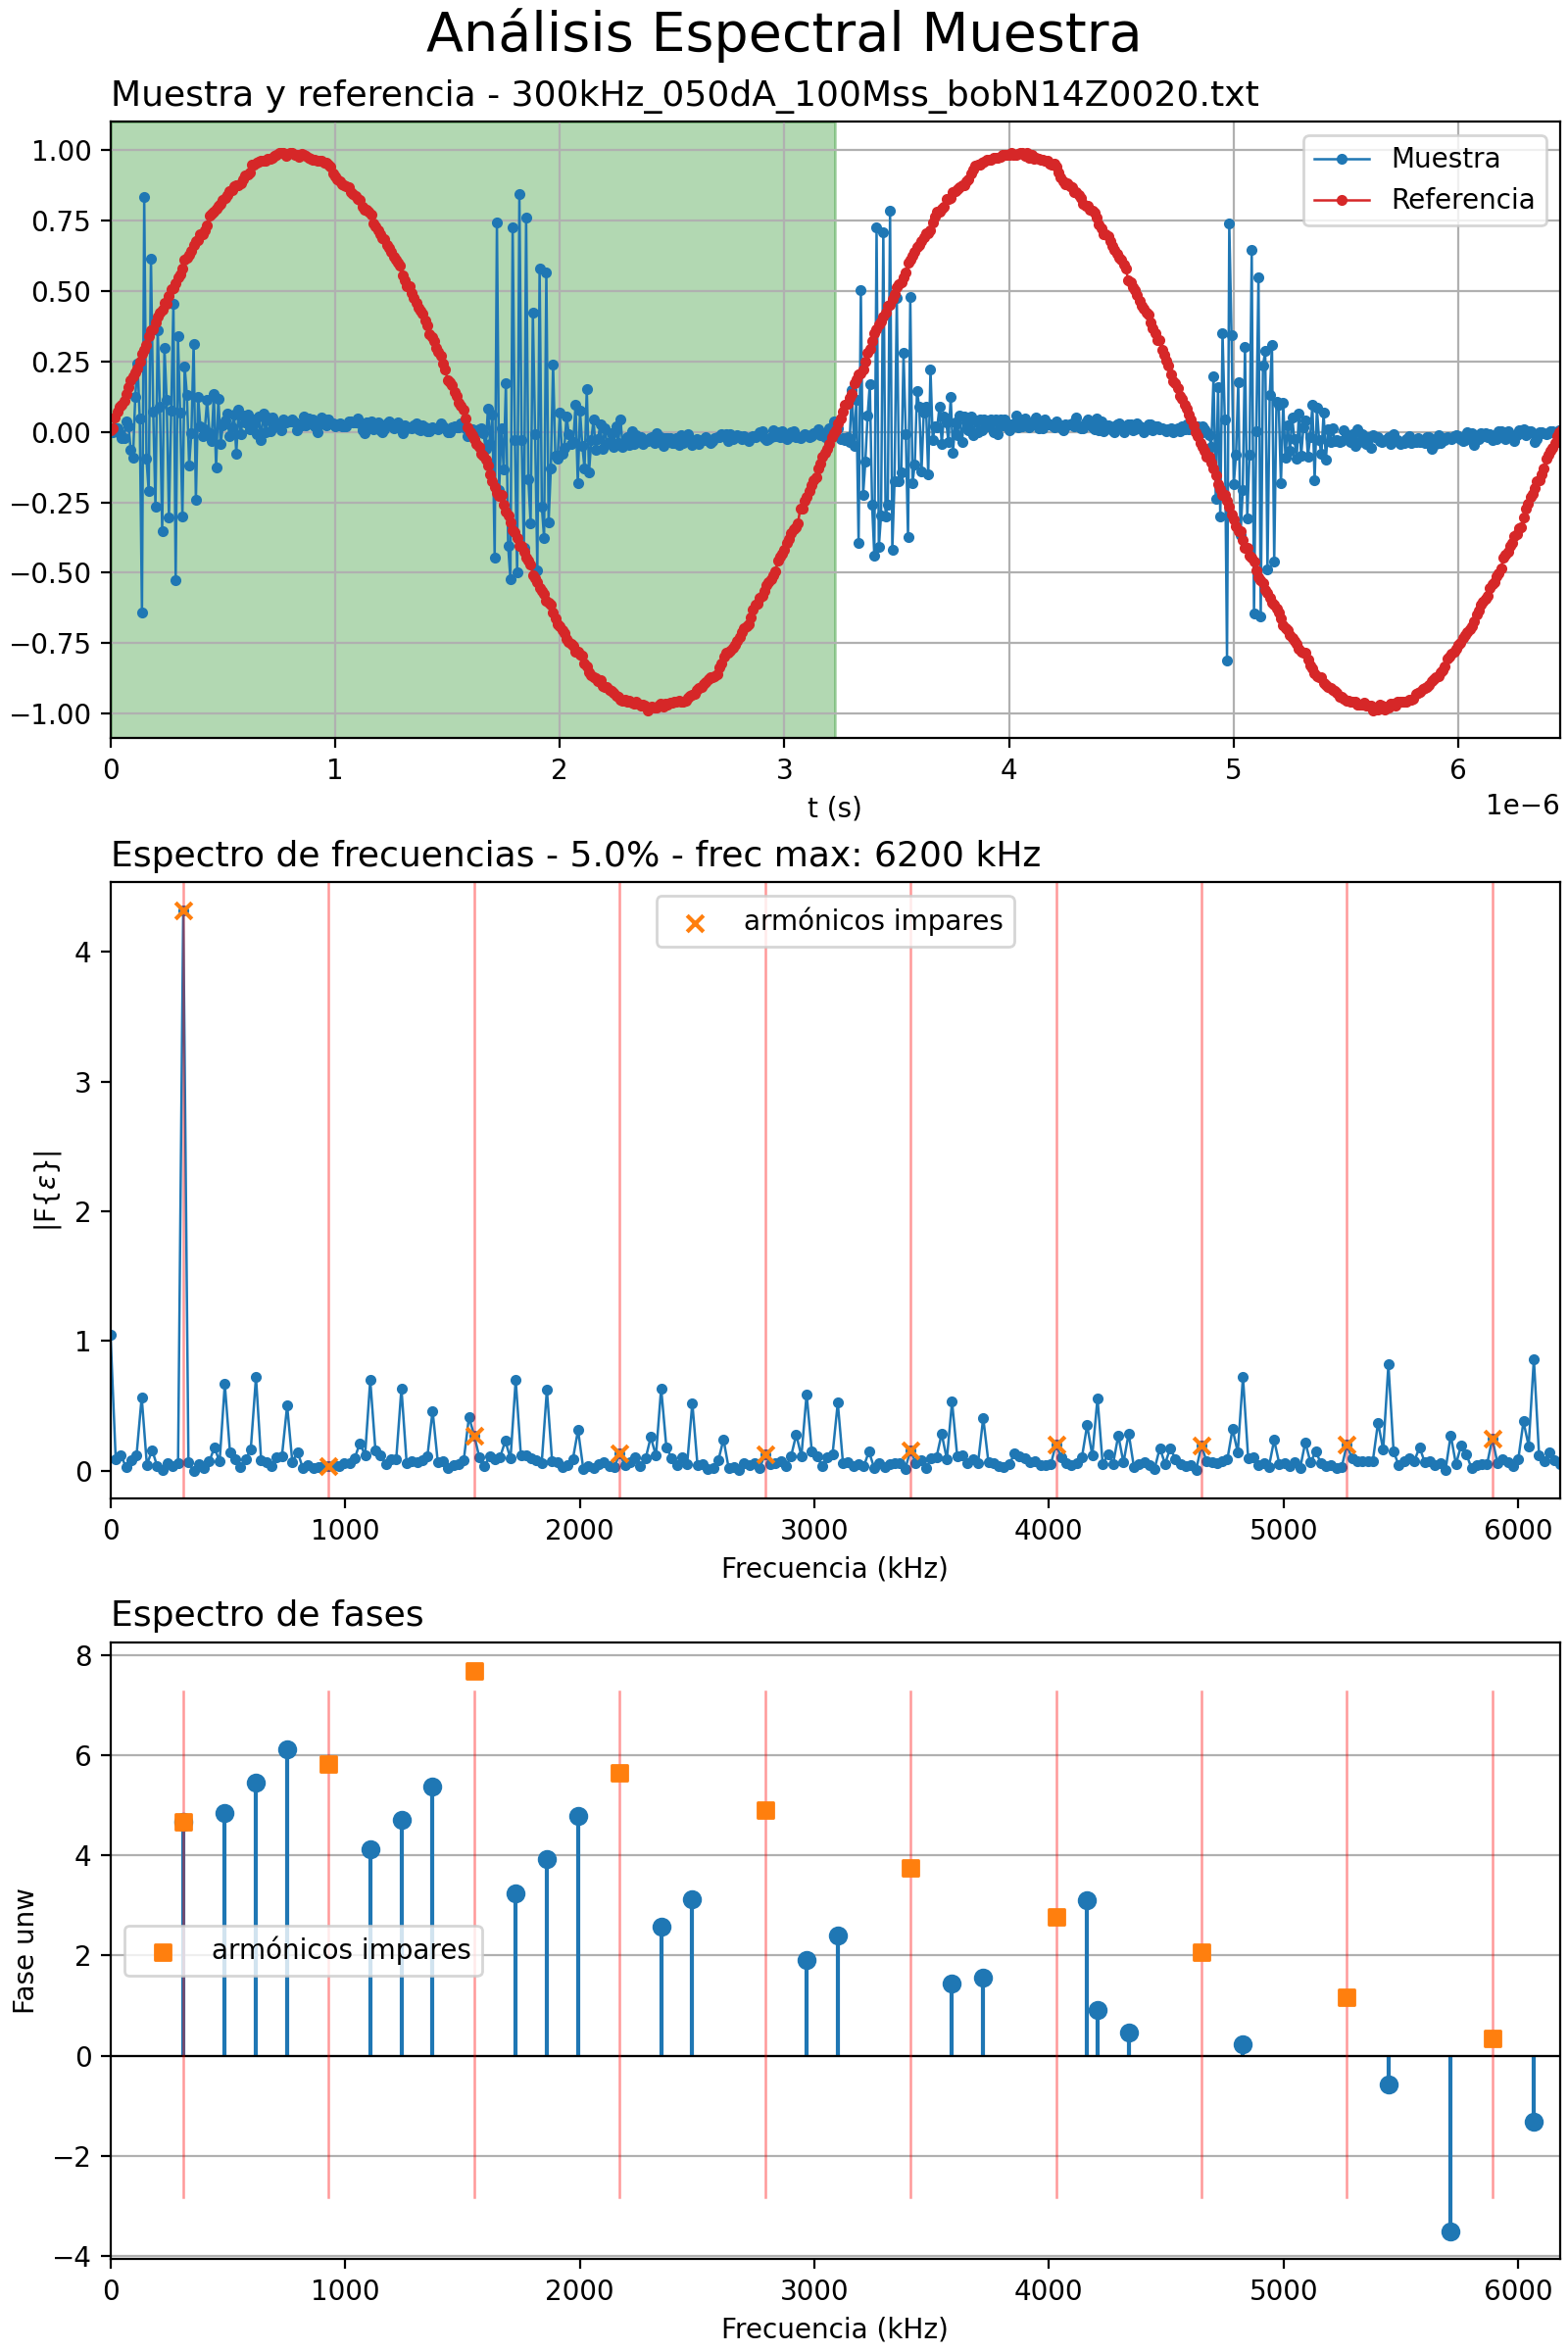 Análisis Espectral Muestra
Muestra y referencia - 300kHz_050dA_100Mss_bobN14Z0020.txt
1.00
0.75
0.50
0.25
0.00
−0.25
−0.50
−0.75
−1.00
Muestra
Referencia
0 1 2 3 4 5 6
t (s)
1e−6
Espectro de frecuencias - 5.0% - frec max: 6200 kHz
armónicos impares
|F{ε}|
4
3
2
1
0
0 1000 2000 3000 4000 5000 6000
Frecuencia (kHz)
Espectro de fases
8
6
4
2
0
−2
−4
Fase unw
armónicos impares
0 1000 2000 3000 4000 5000 6000
Frecuencia (kHz)